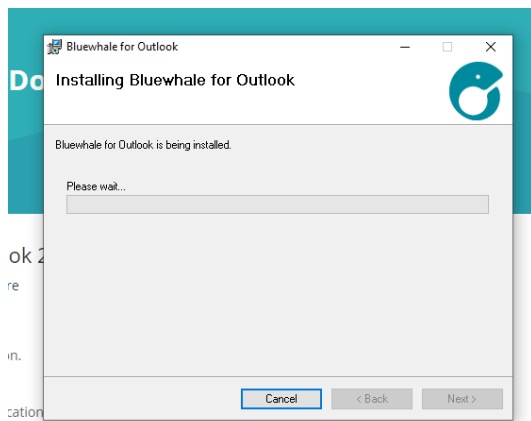 Bluewhale for Outlook
Do
Installing Bluewhale for Outlook
Bluewhale for Outlook is being installed.
Please wait...
ok 2
re
on.
cation
Cancel
< Back
Next >